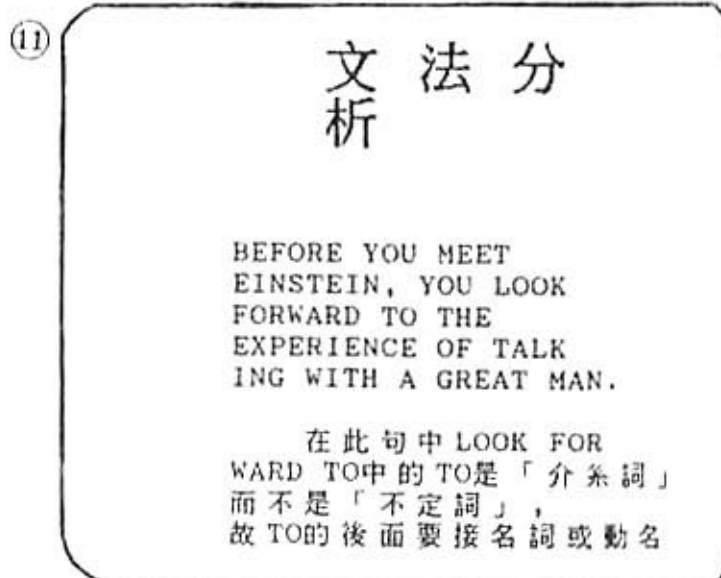 ⑪
文法分
析
BEFORE YOU MEET
EINSTEIN, YOU LOOK
FORWARD TO THE
EXPERIENCE OF TALK
ING WITH A GREAT MAN.
在此句中LOOK FOR
WARD TO中的TO是「介系詞」
而不是「不定詞」,
故TO的後面要接名詞或動名